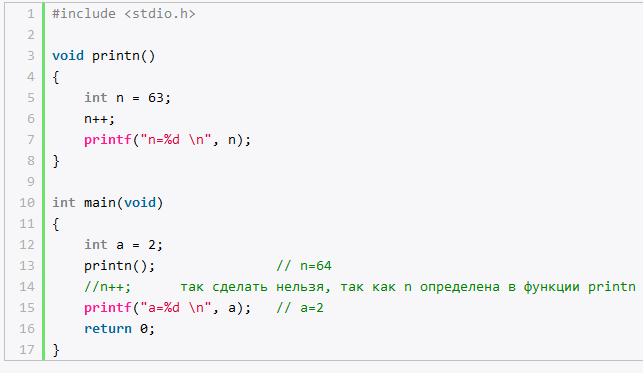 1 #include <stdio.h>
2
3 void printn()
4 {
5     int n = 63;
6     n++;
7     printf("n=%d \n", n);
8 }
9
10 int main(void)
11 {
12     int a = 2;
13     printn();               // n=64
14     //n++;      так сделать нельзя, так как n определена в функции printn
15     printf("a=%d \n", a);   // a=2
16     return 0;
17 }